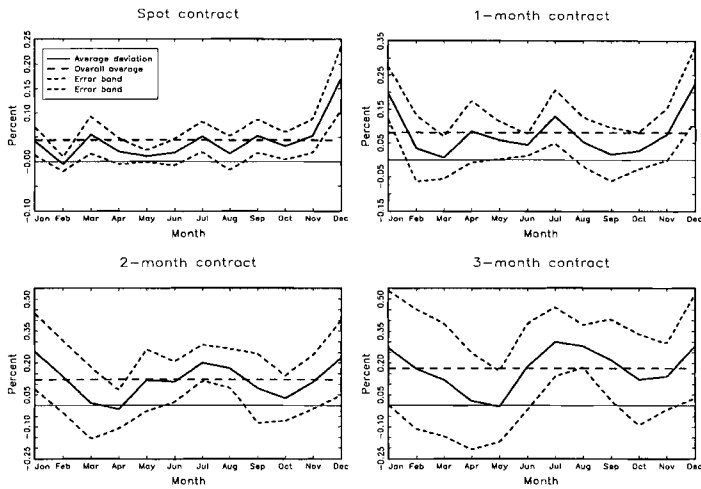 Spot contract
0.25
0.20
0.15
0.10
0.05
-0.00
-0.10
Percent
Average deviation
Overall average
Error band
Error band
Jan Feb Mar Apr May Jun Jul Aug Sep Oct Nov Dec
Month
1-month contract
0.35
0.25
0.15
0.05
-0.05
-0.15
Percent
Jan Feb Mar Apr May Jun Jul Aug Sep Oct Nov Dec
Month
2-month contract
0.50
0.35
0.20
0.05
-0.10
-0.25
Percent
Jan Feb Mar Apr May Jun Jul Aug Sep Oct Nov Dec
Month
3-month contract
0.50
0.35
0.20
0.05
-0.10
-0.25
Percent
Jan Feb Mar Apr May Jun Jul Aug Sep Oct Nov Dec
Month